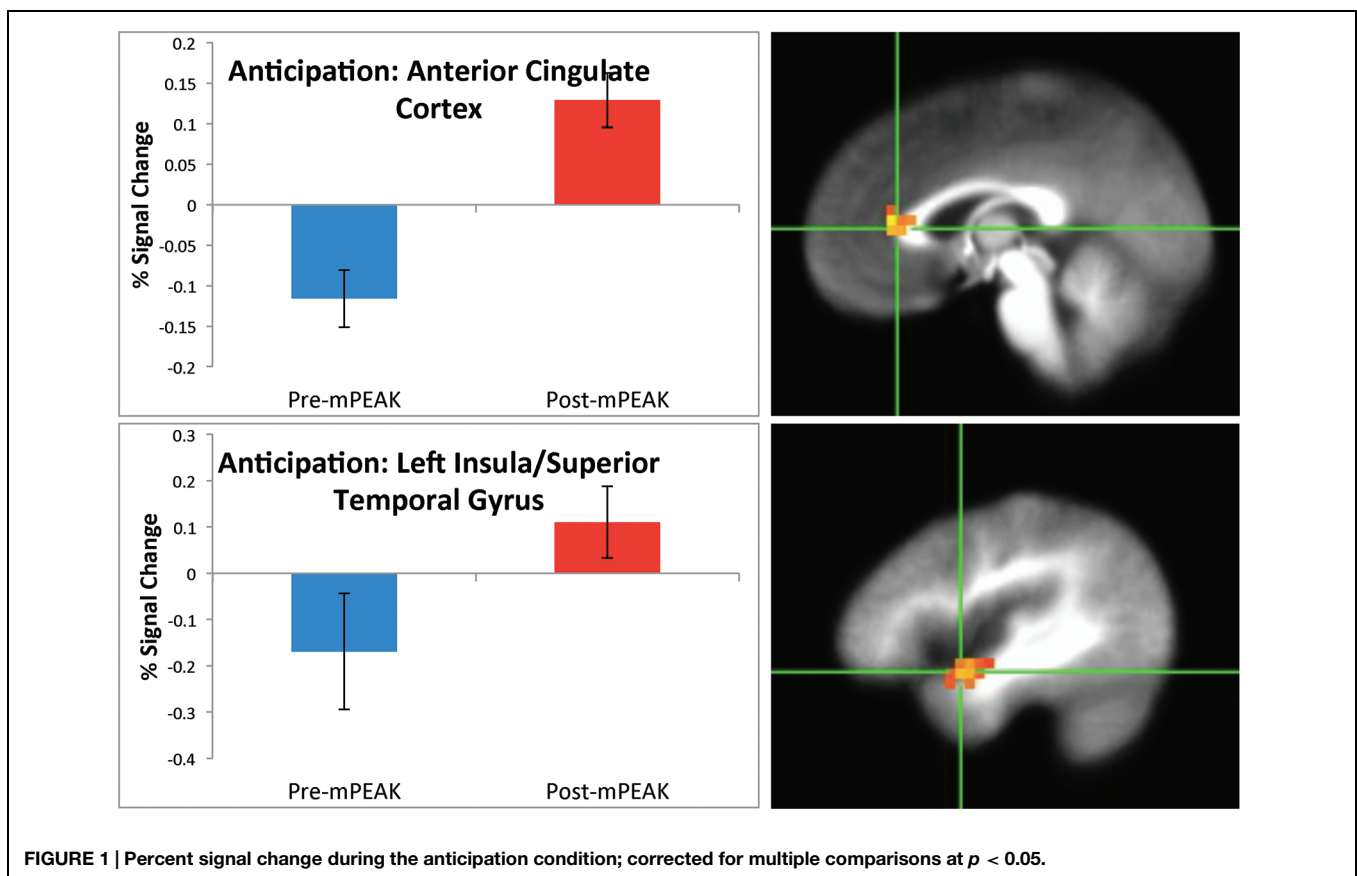 Anticipation: Anterior Cingulate
Cortex
% Signal Change
0.2
0.15
0.1
0.05
0
-0.05
-0.1
-0.15
-0.2
Pre-mPEAK Post-mPEAK
Anticipation: Left Insula/Superior
Temporal Gyrus
% Signal Change
0.3
0.2
0.1
0
-0.1
-0.2
-0.3
-0.4
Pre-mPEAK Post-mPEAK
FIGURE 1 | Percent signal change during the anticipation condition; corrected for multiple comparisons at p < 0.05.